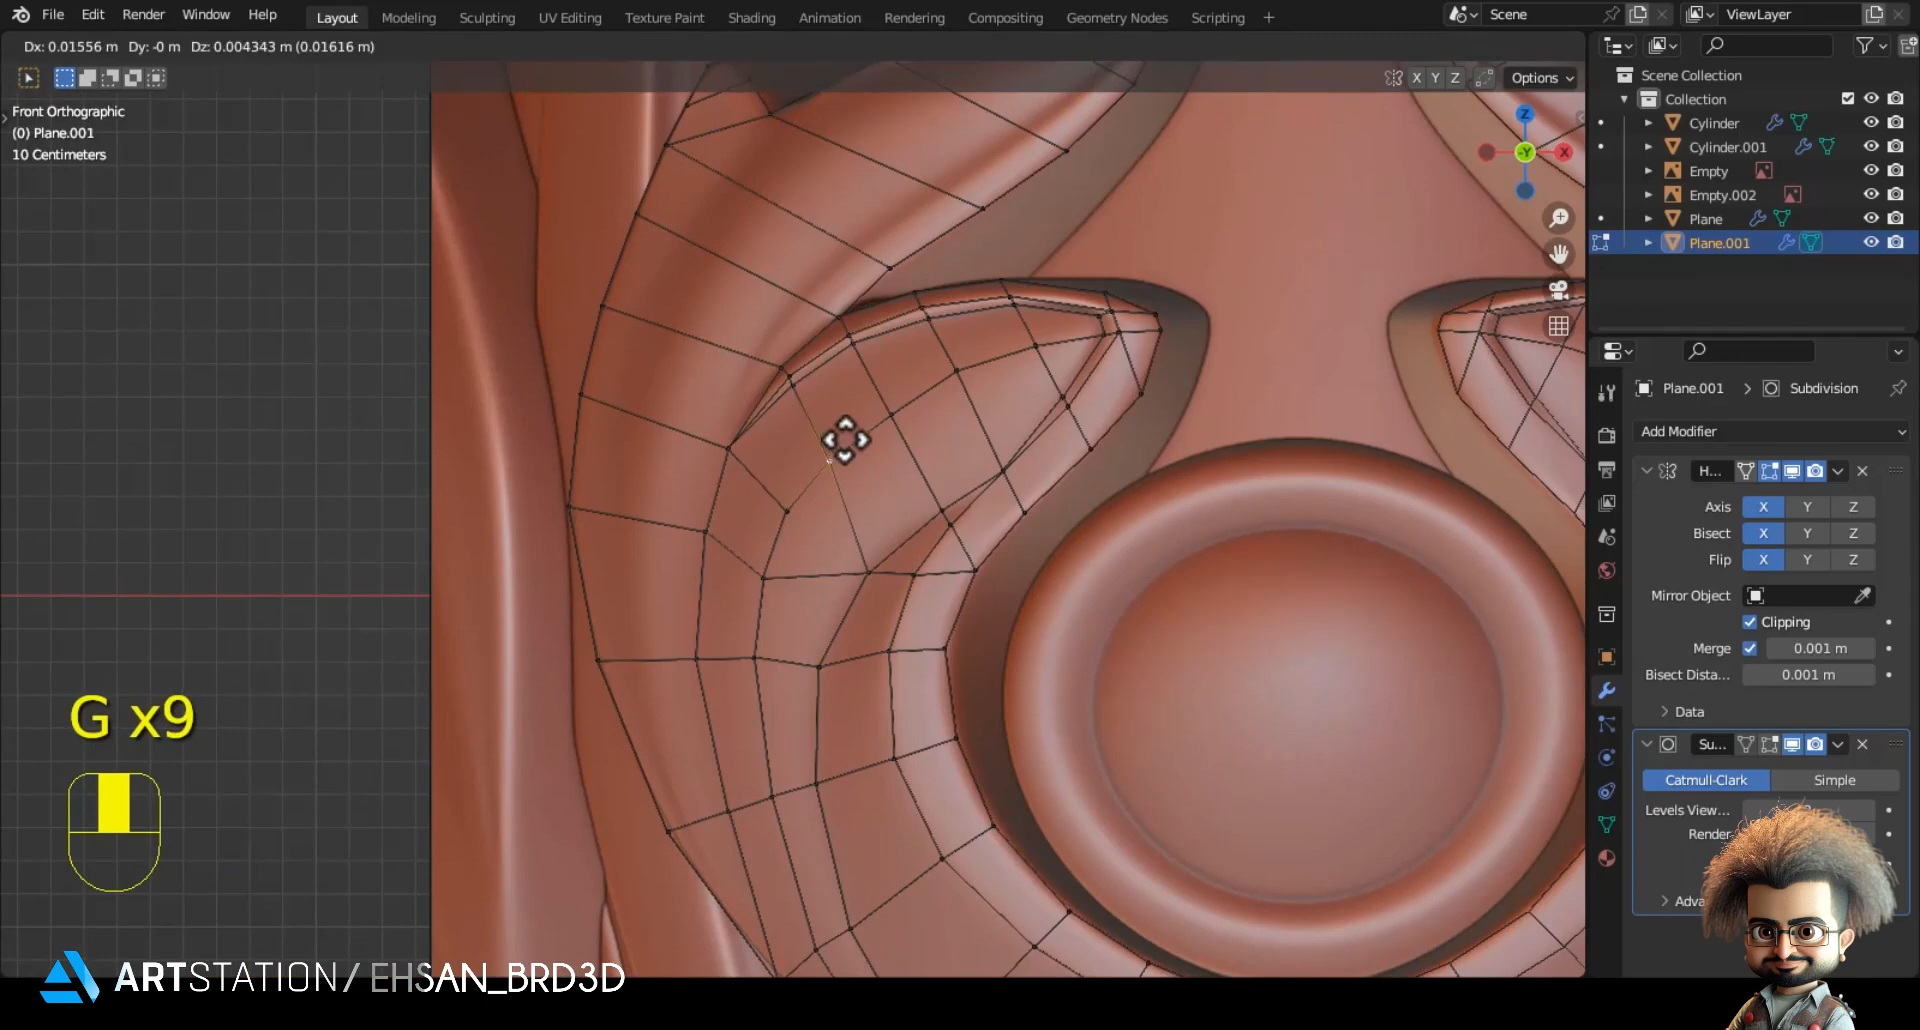 File Edit Render Window Help Layout Modeling Sculpting UV Editing Texture Paint Shading Animation Rendering Compositing Geometry Nodes Scripting + Scene ViewLayer
Dx: 0.01556 m Dy: -0 m Dz: 0.004343 m (0.01616 m)
X Y Z Options
Front Orthographic
(0) Plane.001
10 Centimeters
Z
-Y X
Scene Collection
Collection
Cylinder
Cylinder.001
Empty
Empty.002
Plane
Plane.001
Plane.001 > Subdivision
Add Modifier
H...
Axis X Y Z
Bisect X Y Z
Flip X Y Z
Mirror Object
Clipping
Merge 0.001 m
Bisect Dista... 0.001 m
Data
Su...
Catmull-Clark Simple
Levels View...
Render
Adva
G x9
ARTSTATION/EHSAN_BRD3D